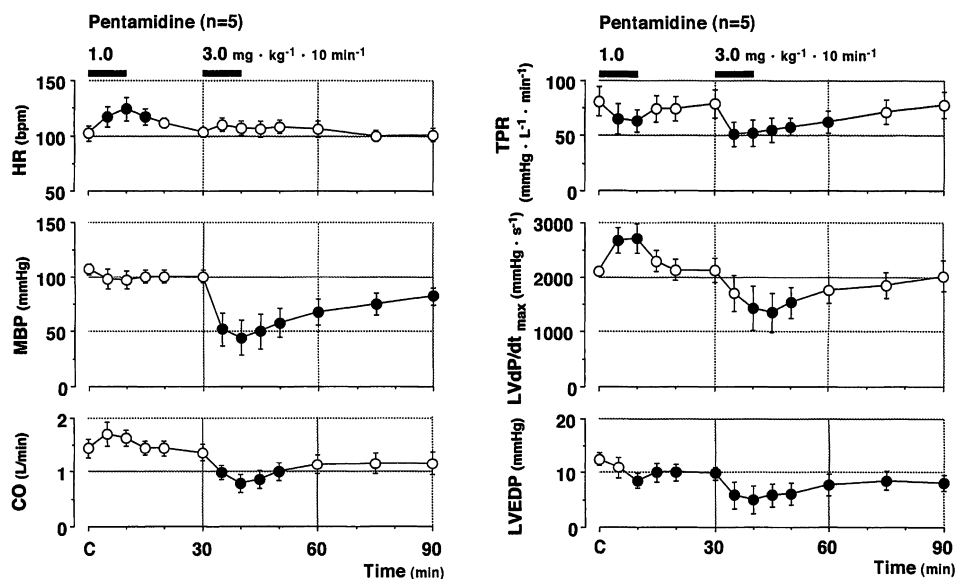 Pentamidine (n=5)
1.0 3.0 mg · kg⁻¹ · 10 min⁻¹
HR (bpm)
150
100
50
MBP (mmHg)
150
100
50
0
CO (L/min)
2
1
0
C 30 60 90
Time (min)
Pentamidine (n=5)
1.0 3.0 mg · kg⁻¹ · 10 min⁻¹
TPR
(mmHg · L⁻¹ · min⁻¹)
100
50
0
LVdP/dt max (mmHg · s⁻¹)
3000
2000
1000
0
LVEDP (mmHg)
20
10
0
C 30 60 90
Time (min)